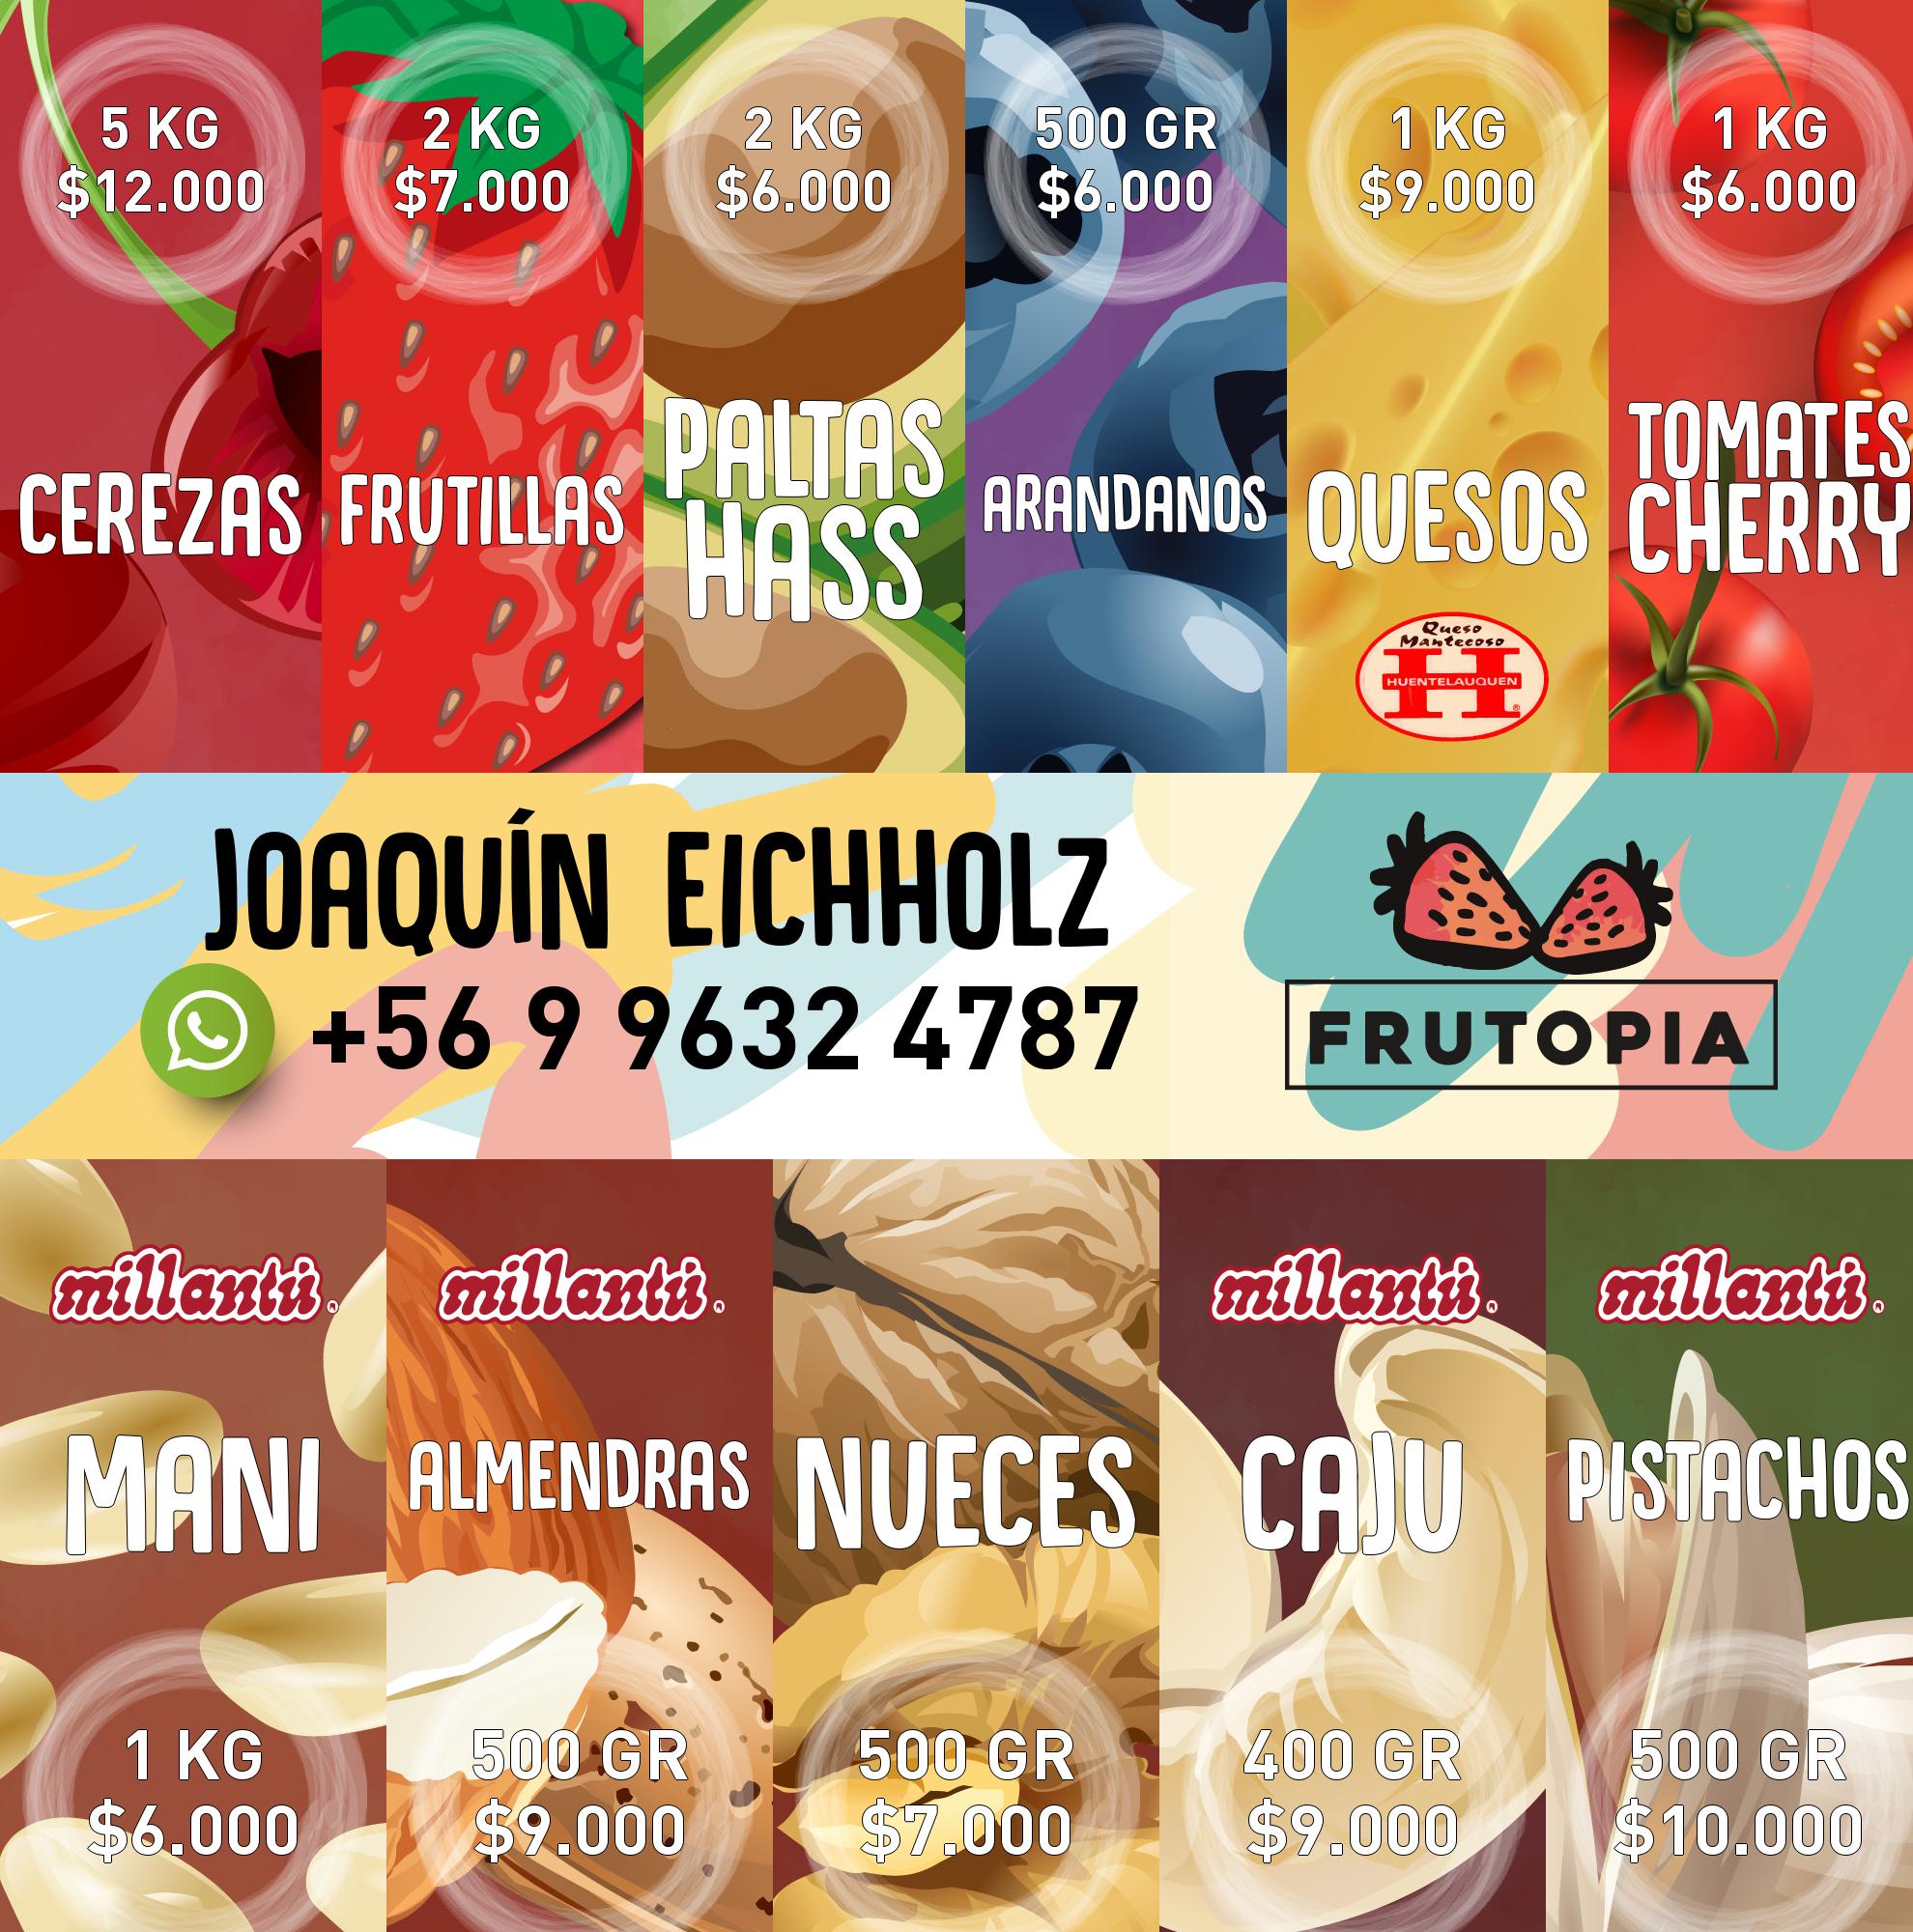 5 KG
$12.000
CEREZAS
2 KG
$7.000
FRUTILLAS
2 KG
$6.000
PALTAS
HASS
500 GR
$6.000
ARANDANOS
1 KG
$9.000
QUESOS
Queso
Mantecoso
H
HUENTELAUQUEN
®
1 KG
$6.000
TOMATES
CHERRY
JOAQUÍN EICHHOLZ
+56 9 9632 4787
FRUTOPIA
millantú®
MANI
1 KG
$6.000
millantú®
ALMENDRAS
500 GR
$9.000
NUECES
500 GR
$7.000
millantú®
CAJU
400 GR
$9.000
millantú®
PISTACHOS
500 GR
$10.000